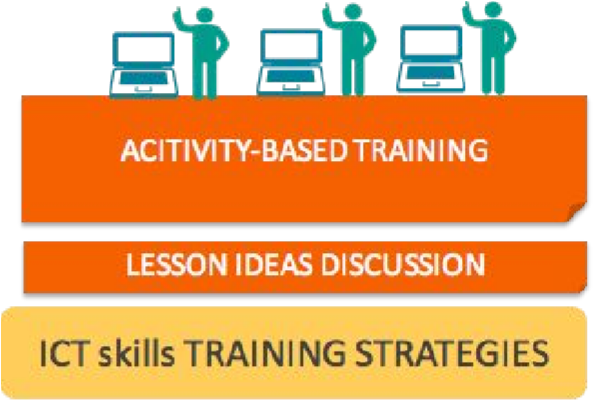 ACITIVITY-BASED TRAINING
LESSON IDEAS DISCUSSION
ICT skills TRAINING STRATEGIES